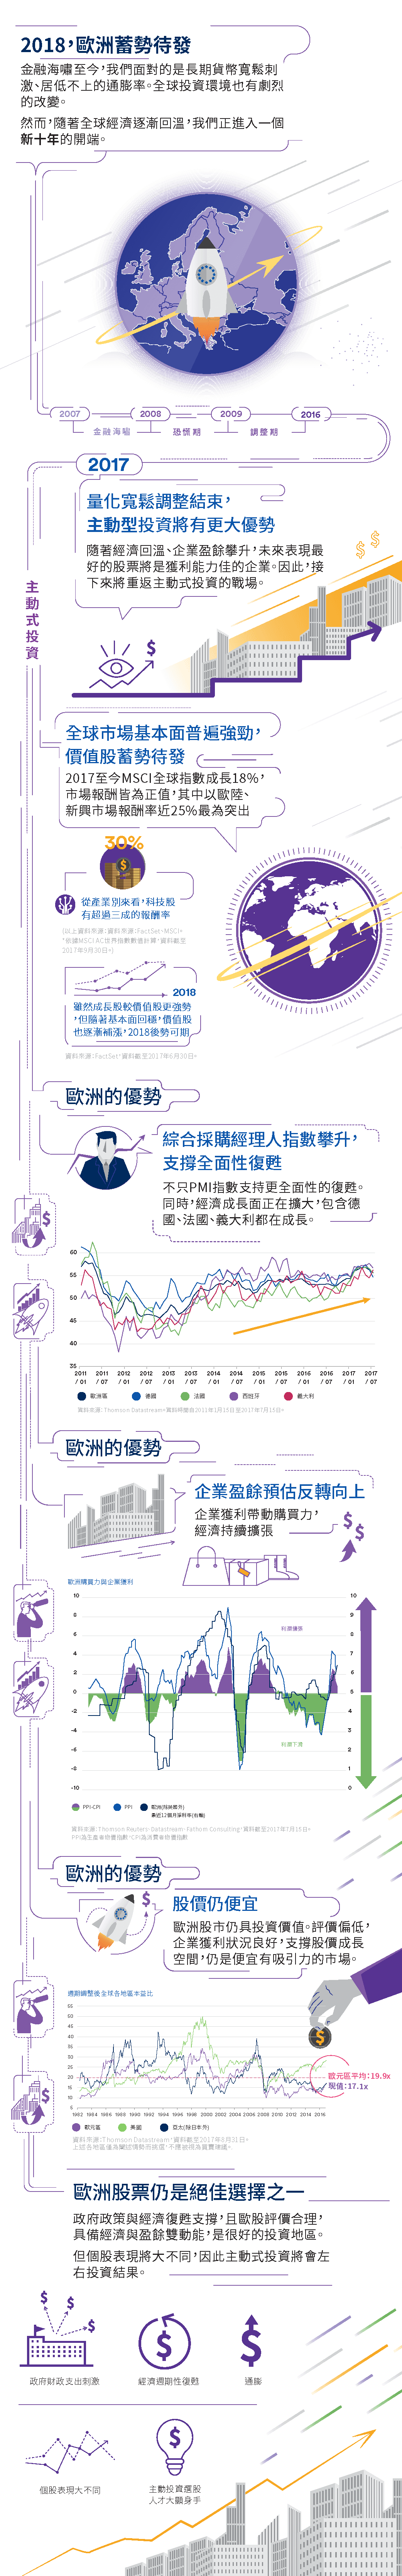 2018，歐洲蓄勢待發
金融海嘯至今，我們面對的是長期貨幣寬鬆刺
激、居低不上的通膨率。全球投資環境也有劇烈
的改變。
然而，隨著全球經濟逐漸回溫，我們正進入一個
新十年的開端。
2007 2008 2009 2016
金融海嘯 恐慌期 調整期
2017
量化寬鬆調整結束，
主動型投資將有更大優勢
隨著經濟回溫、企業盈餘攀升，未來表現最
好的股票將是獲利能力佳的企業。因此，接
下來將重返主動式投資的戰場。
主動式投資
全球市場基本面普遍強勁，
價值股蓄勢待發
2017至今MSCI全球指數成長18%，
市場報酬皆為正值，其中以歐陸、
新興市場報酬率近25%最為突出
30%
從產業別來看，科技股
有超過三成的報酬率
(以上資料來源：資料來源：FactSet，MSCI。
*依據MSCI AC世界指數數值計算，資料截至
2017年9月30日。)
2018
雖然成長股較價值股更強勢
，但隨著基本面回穩，價值股
也逐漸補漲，2018後勢可期
資料來源：FactSet，資料截至2017年6月30日。
歐洲的優勢
綜合採購經理人指數攀升，
支撐全面性復甦
不只PMI指數支持更全面性的復甦。
同時，經濟成長面正在擴大，包含德
國、法國、義大利都在成長。
60
55
50
45
40
35
2011 2011 2012 2012 2013 2013 2014 2014 2015 2015 2016 2016 2017 2017
/ 01 / 07 / 01 / 07 / 01 / 07 / 01 / 07 / 01 / 07 / 01 / 07 / 01 / 07
歐洲區 德國 法國 西班牙 義大利
資料來源：Thomson Datastream。資料時間自2011年1月15日至2017年7月15日。
歐洲的優勢
企業盈餘預估反轉向上
企業獲利帶動購買力，
經濟持續擴張
歐洲購買力與企業獲利
10 10
8 9
6 8
4 7
2 6
0 5
-2 4
-4 3
-6 2
-8 1
-10 0
利潤擴張
利潤下滑
PPI-CPI PPI 歐洲(除英國外)
最近12個月淨利率(右軸)
資料來源：Thomson Reuters Datastream, Fathom Consulting，資料截至2017年7月15日。
PPI為生產者物價指數，CPI為消費者物價指數
歐洲的優勢
股價仍便宜
歐洲股市仍具投資價值。評價偏低，
企業獲利狀況良好，支撐股價成長
空間，仍是便宜有吸引力的市場。
週期調整後全球各地區本益比
55
50
45
40
35
30
25
20
15
10
5
1982 1984 1986 1988 1990 1992 1994 1996 1998 2000 2002 2004 2006 2008 2010 2012 2014 2016
歐元區平均：19.9x
現值：17.1x
歐元區 美國 亞太(除日本外)
資料來源：Thomson Datastream，資料截至2017年8月31日。
歐洲股票仍是絕佳選擇之一
政府政策與經濟復甦支撐，且歐股評價合理，
具備經濟與盈餘雙動能，是很好的投資地區。
但個股表現將大不同，因此主動式投資將會左
右投資結果。
政府財政支出刺激 經濟週期性復甦 通膨
個股表現大不同 主動投資選股
人才大顯身手